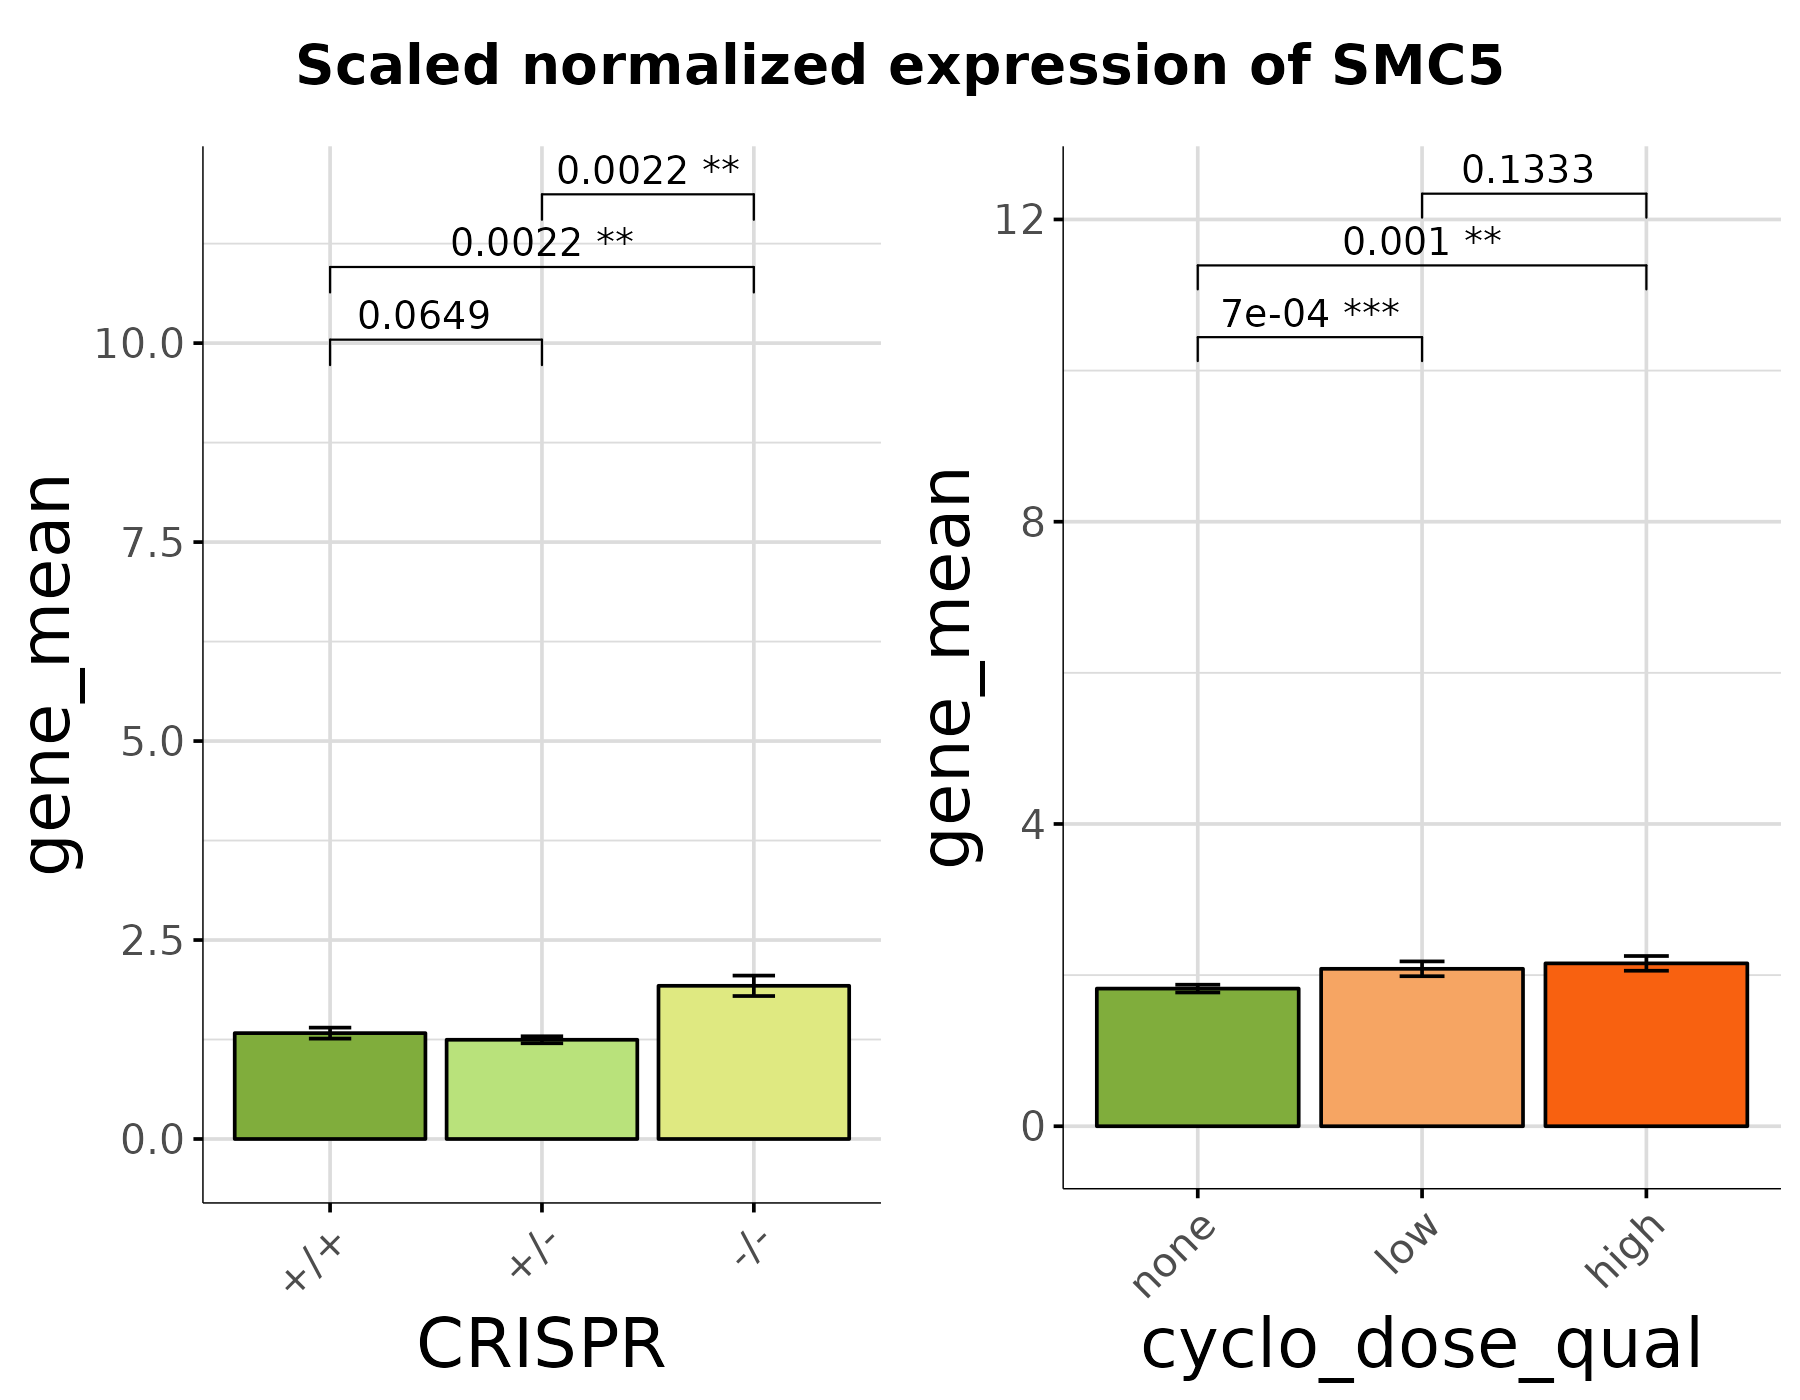 Scaled normalized expression of SMC5
0.0022 **
0.0022 **
0.0649
10.0
7.5
5.0
2.5
0.0
gene_mean
+/+
+/-
-/-
CRISPR
0.1333
0.001 **
7e-04 ***
12
8
4
0
gene_mean
none
low
high
cyclo_dose_qual